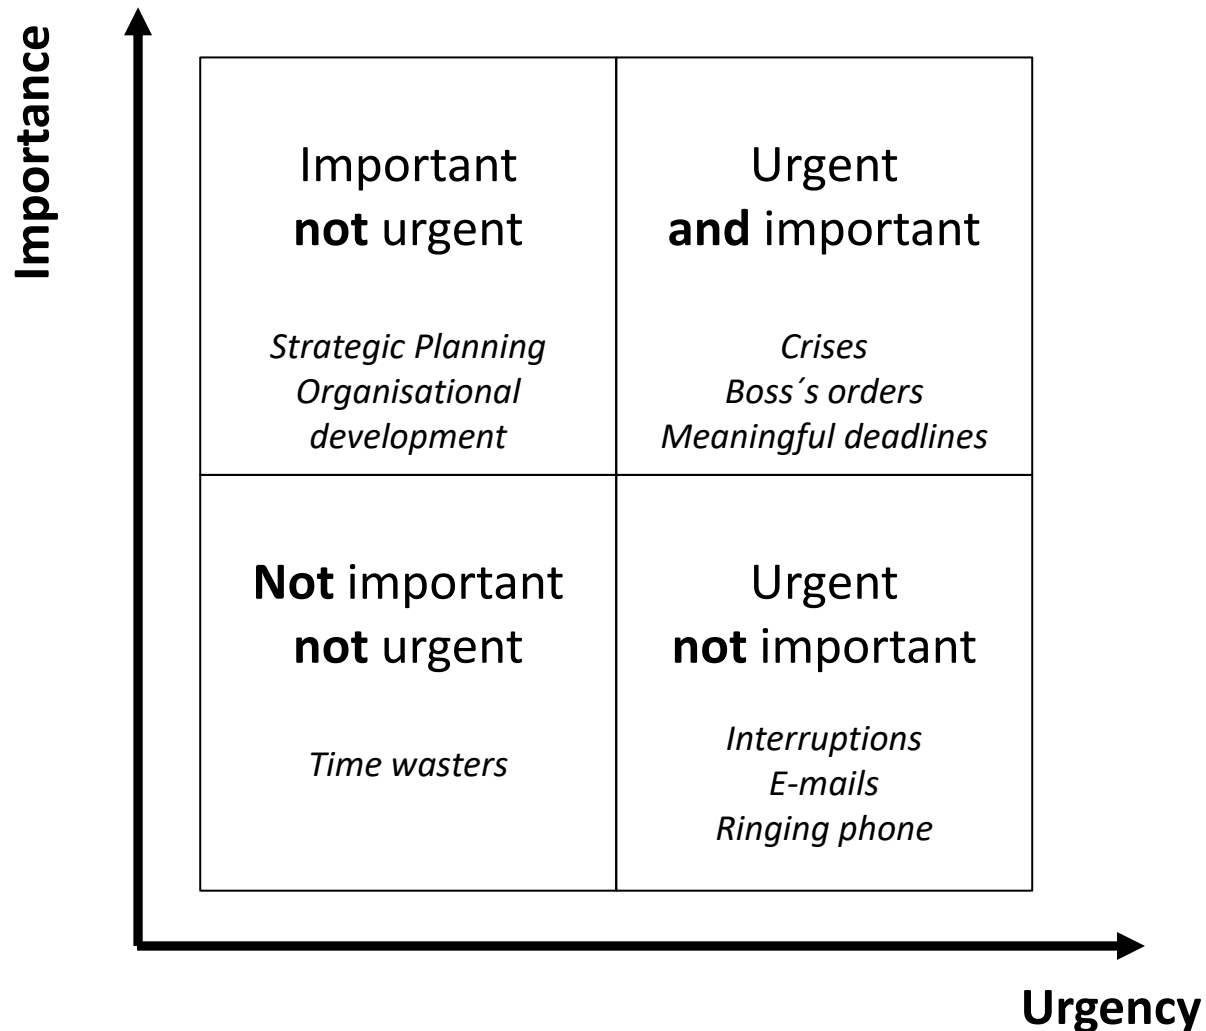 Importance
Important
not urgent
Strategic Planning
Organisational
development
Urgent
and important
Crises
Boss´s orders
Meaningful deadlines
Not important
not urgent
Time wasters
Urgent
not important
Interruptions
E-mails
Ringing phone
Urgency